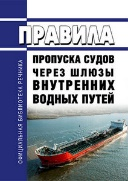 ПРАВИЛА
ПРОПУСКА СУДОВ
ЧЕРЕЗ ШЛЮЗЫ
ВНУТРЕННИХ
ВОДНЫХ ПУТЕЙ
ОФИЦИАЛЬНАЯ БИБЛИОТЕКА РЕЧНИКА